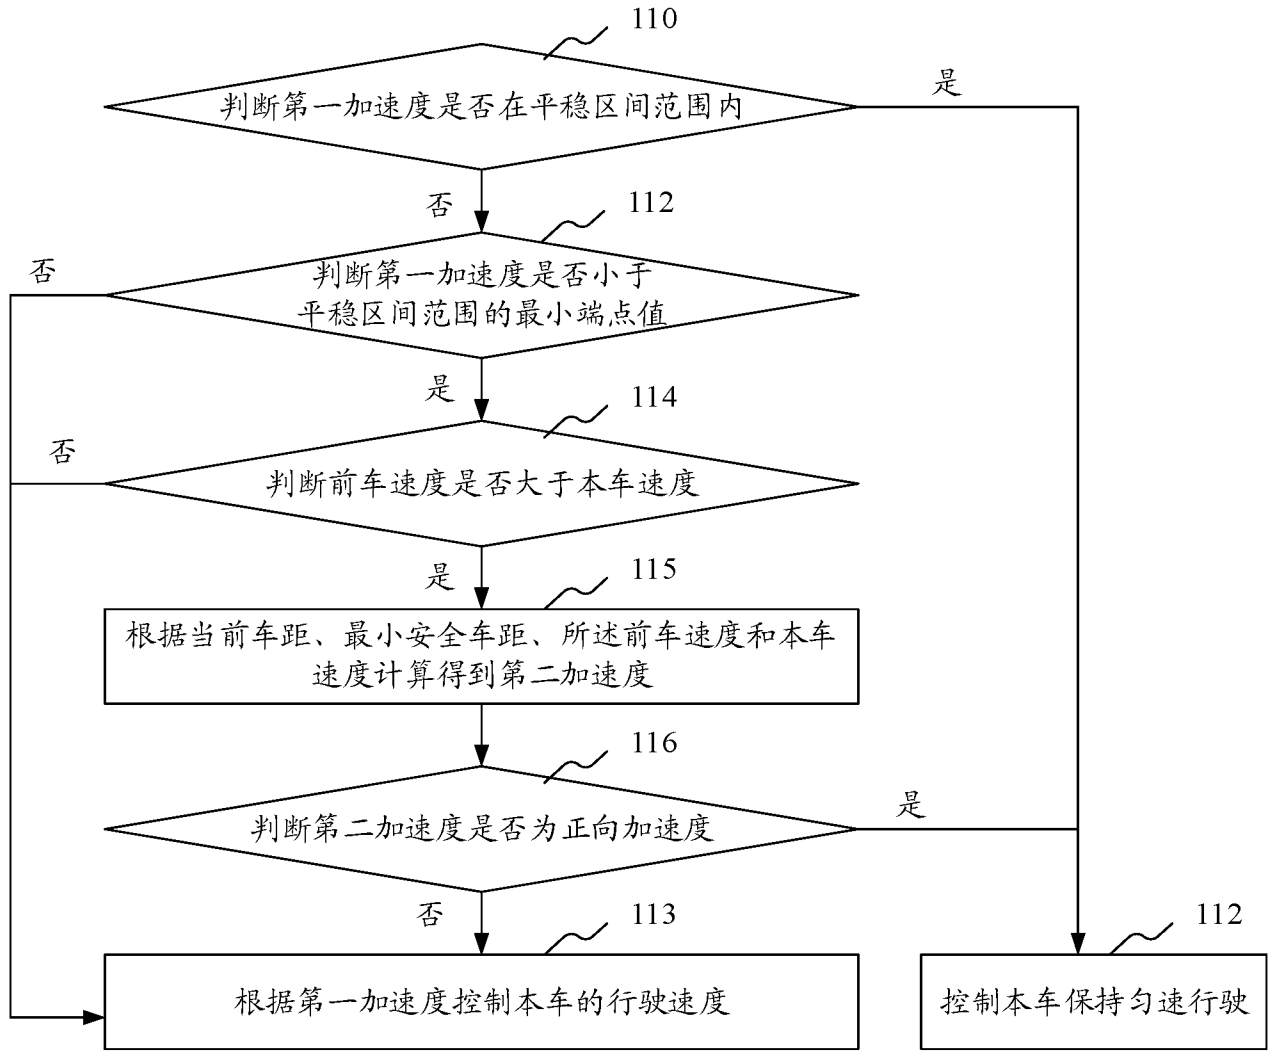 110
判断第一加速度是否在平稳区间范围内
是
否
112
判断第一加速度是否小于
平稳区间范围的最小端点值
否
是
114
判断前车速度是否大于本车速度
否
是
115
根据当前车距、最小安全车距、所述前车速度和本车
速度计算得到第二加速度
116
判断第二加速度是否为正向加速度
是
否
113
根据第一加速度控制本车的行驶速度
112
控制本车保持匀速行驶